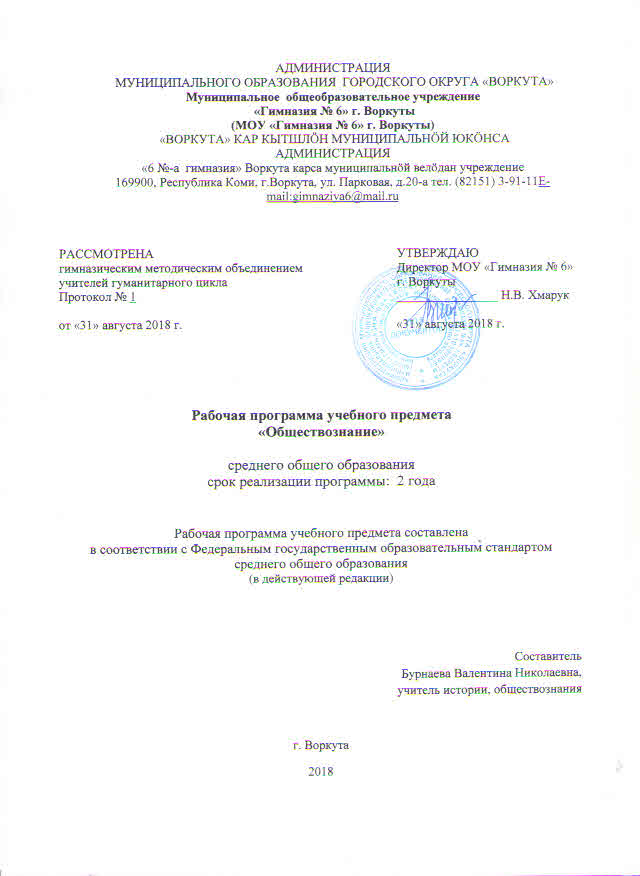 АДМИНИСТРАЦИЯ
МУНИЦИПАЛЬНОГО ОБРАЗОВАНИЯ ГОРОДСКОГО ОКРУГА «ВОРКУТА»
Муниципальное общеобразовательное учреждение
«Гимназия № 6» г. Воркуты
(МОУ «Гимназия № 6» г. Воркуты)
«ВОРКУТА» КАР КЫТШЛӦН МУНИЦИПАЛЬНӦЙ ЮКӦНСА
АДМИНИСТРАЦИЯ
«6 №-а гимназия» Воркута карса муниципальнӧй велӧдан учреждение
169900, Республика Коми, г.Воркута, ул. Парковая, д.20-а тел. (82151) 3-91-11E-
mail:gimnaziya6@mail.ru
РАССМОТРЕНА
гимназическим методическим объединением
учителей гуманитарного цикла
Протокол № 1
от «31» августа 2018 г.
УТВЕРЖДАЮ
Директор МОУ «Гимназия № 6»
г. Воркуты
Н.В. Хмарук
«31» августа 2018 г.
Рабочая программа учебного предмета
«Обществознание»
среднего общего образования
срок реализации программы: 2 года
Рабочая программа учебного предмета составлена
в соответствии с Федеральным государственным образовательным стандартом
среднего общего образования
(в действующей редакции)
Составитель
Бурнаева Валентина Николаевна,
учитель истории, обществознания
г. Воркута
2018